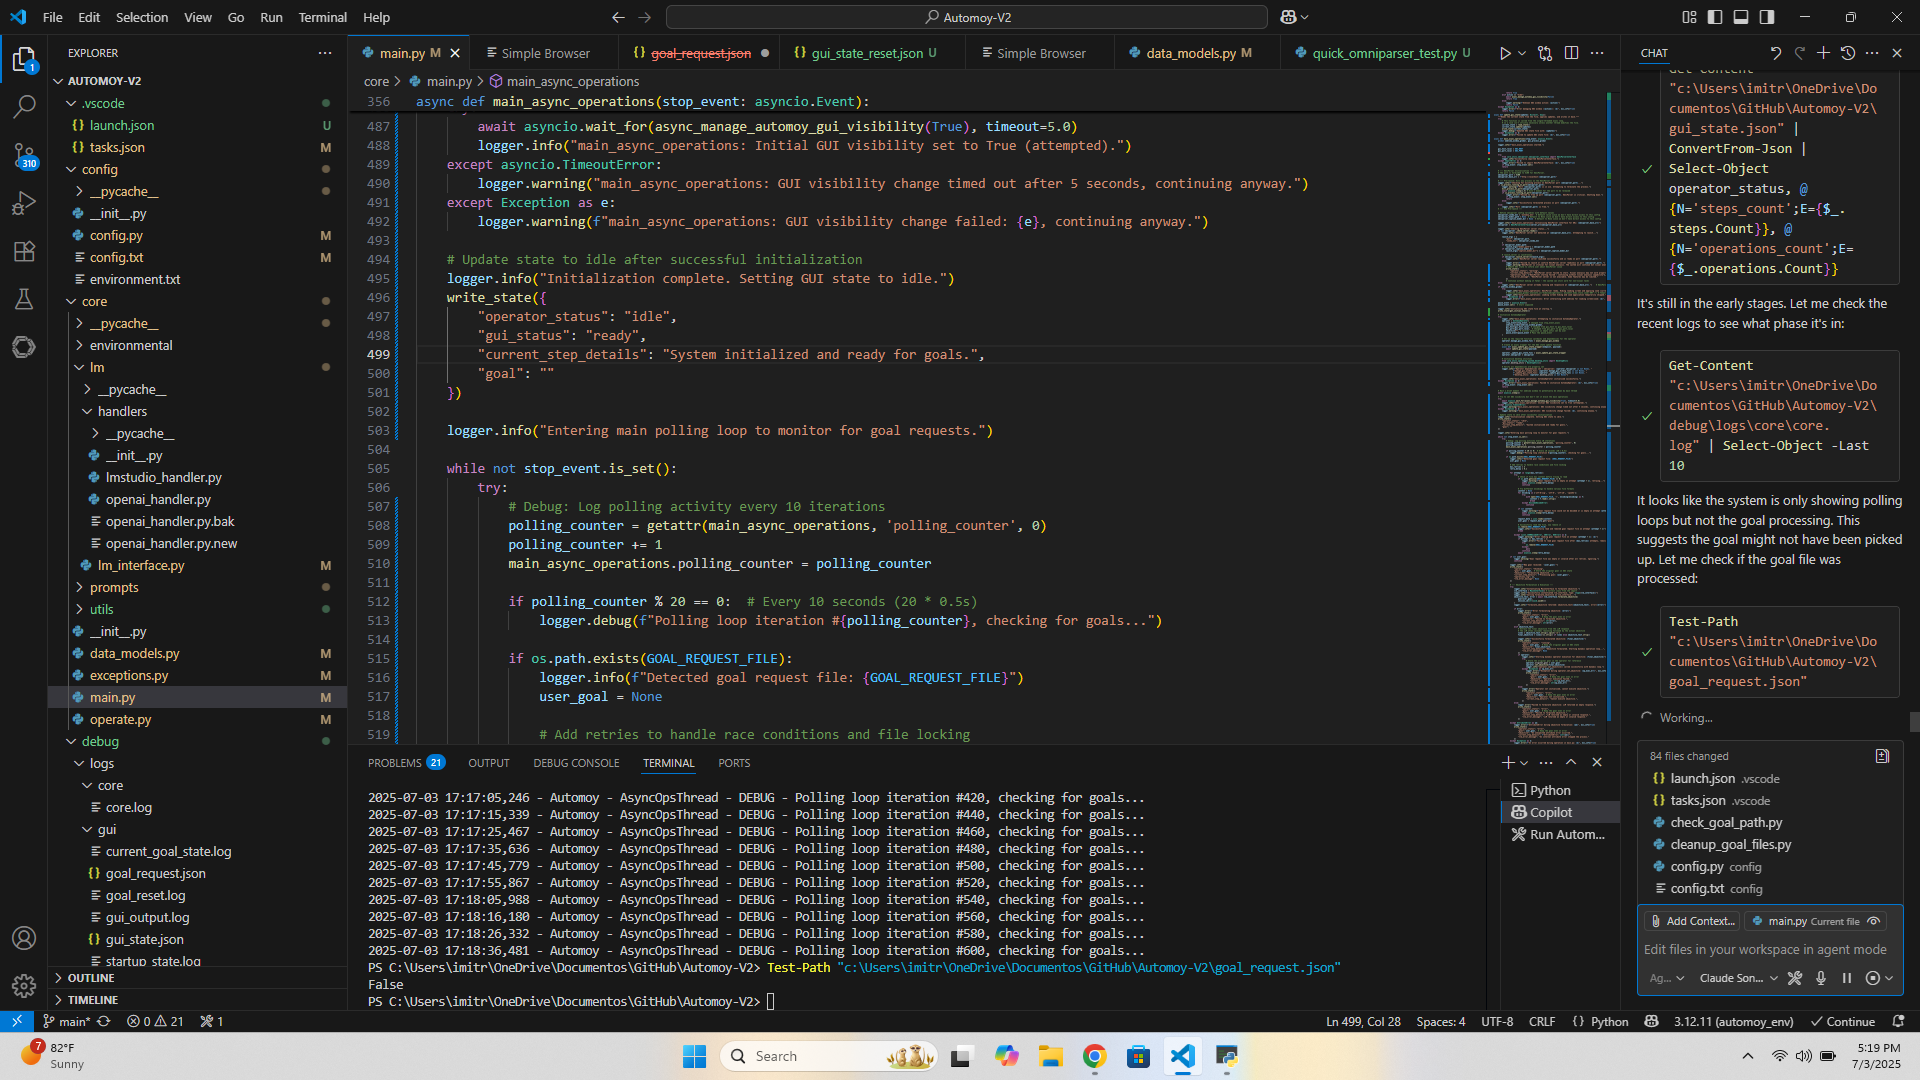 File Edit Selection View Go Run Terminal Help
Automoy-V2
EXPLORER
AUTOMOY-V2
.vscode
launch.json U
tasks.json M
config
__pycache__
__init__.py
config.py M
config.txt M
environment.txt
core
__pycache__
environmental
lm
__pycache__
handlers
__pycache__
__init__.py
lmstudio_handler.py
openai_handler.py
openai_handler.py.bak
openai_handler.py.new
lm_interface.py M
prompts
utils
__init__.py
data_models.py M
exceptions.py M
main.py M
operate.py M
debug
logs
core
core.log
gui
current_goal_state.log
goal_request.json
goal_reset.log
gui_output.log
gui_state.json
startup_state.log
OUTLINE
TIMELINE
1
310
main.py M
Simple Browser
goal_request.json
gui_state_reset.json U
Simple Browser
data_models.py M
quick_omniparser_test.py U
core > main.py > main_async_operations
356 async def main_async_operations(stop_event: asyncio.Event):
487 await asyncio.wait_for(async_manage_automoy_gui_visibility(True), timeout=5.0)
488 logger.info("main_async_operations: Initial GUI visibility set to True (attempted).")
489 except asyncio.TimeoutError:
490 logger.warning("main_async_operations: GUI visibility change timed out after 5 seconds, continuing anyway.")
491 except Exception as e:
492 logger.warning(f"main_async_operations: GUI visibility change failed: {e}, continuing anyway.")
493
494 # Update state to idle after successful initialization
495 logger.info("Initialization complete. Setting GUI state to idle.")
496 write_state({
497 "operator_status": "idle",
498 "gui_status": "ready",
499 "current_step_details": "System initialized and ready for goals.",
500 "goal": ""
501 })
502
503 logger.info("Entering main polling loop to monitor for goal requests.")
504
505 while not stop_event.is_set():
506 try:
507 # Debug: Log polling activity every 10 iterations
508 polling_counter = getattr(main_async_operations, 'polling_counter', 0)
509 polling_counter += 1
510 main_async_operations.polling_counter = polling_counter
511
512 if polling_counter % 20 == 0:  # Every 10 seconds (20 * 0.5s)
513 logger.debug(f"Polling loop iteration #{polling_counter}, checking for goals...")
514
515 if os.path.exists(GOAL_REQUEST_FILE):
516 logger.info(f"Detected goal request file: {GOAL_REQUEST_FILE}")
517 user_goal = None
518
519 # Add retries to handle race conditions and file locking
PROBLEMS 21 OUTPUT DEBUG CONSOLE TERMINAL PORTS
2025-07-03 17:17:05,246 - Automoy - AsyncOpsThread - DEBUG - Polling loop iteration #420, checking for goals...
2025-07-03 17:17:15,339 - Automoy - AsyncOpsThread - DEBUG - Polling loop iteration #440, checking for goals...
2025-07-03 17:17:25,467 - Automoy - AsyncOpsThread - DEBUG - Polling loop iteration #460, checking for goals...
2025-07-03 17:17:35,636 - Automoy - AsyncOpsThread - DEBUG - Polling loop iteration #480, checking for goals...
2025-07-03 17:17:45,779 - Automoy - AsyncOpsThread - DEBUG - Polling loop iteration #500, checking for goals...
2025-07-03 17:17:55,867 - Automoy - AsyncOpsThread - DEBUG - Polling loop iteration #520, checking for goals...
2025-07-03 17:18:05,988 - Automoy - AsyncOpsThread - DEBUG - Polling loop iteration #540, checking for goals...
2025-07-03 17:18:16,180 - Automoy - AsyncOpsThread - DEBUG - Polling loop iteration #560, checking for goals...
2025-07-03 17:18:26,332 - Automoy - AsyncOpsThread - DEBUG - Polling loop iteration #580, checking for goals...
2025-07-03 17:18:36,481 - Automoy - AsyncOpsThread - DEBUG - Polling loop iteration #600, checking for goals...
PS C:\Users\imitr\OneDrive\Documentos\GitHub\Automoy-V2> Test-Path "c:\Users\imitr\OneDrive\Documentos\GitHub\Automoy-V2\goal_request.json"
False
PS C:\Users\imitr\OneDrive\Documentos\GitHub\Automoy-V2>
Python
Copilot
Run Autom...
CHAT
Get-Content
"c:\Users\imitr\OneDrive\Do
cumentos\GitHub\Automoy-V2\
gui_state.json" |
ConvertFrom-Json |
Select-Object
operator_status, @
{N='steps_count';E={$_.
steps.Count}}, @
{N='operations_count';E=
{$_.operations.Count}}
It's still in the early stages. Let me check the
recent logs to see what phase it's in:
Get-Content
"c:\Users\imitr\OneDrive\Do
cumentos\GitHub\Automoy-V2\
debug\logs\core\core.
log" | Select-Object -Last
10
It looks like the system is only showing polling
loops but not the goal processing. This
suggests the goal might not have been picked
up. Let me check if the goal file was
processed:
Test-Path
"c:\Users\imitr\OneDrive\Do
cumentos\GitHub\Automoy-V2\
goal_request.json"
Working...
84 files changed
launch.json .vscode
tasks.json .vscode
check_goal_path.py
cleanup_goal_files.py
config.py config
config.txt config
Add Context... main.py Current file
Edit files in your workspace in agent mode
Ag... Claude Son...
main* 0 21 1
Ln 499, Col 28 Spaces: 4 UTF-8 CRLF Python 3.12.11 (automoy_env) Continue
7
82°F
Sunny
Search
5:19 PM
7/3/2025